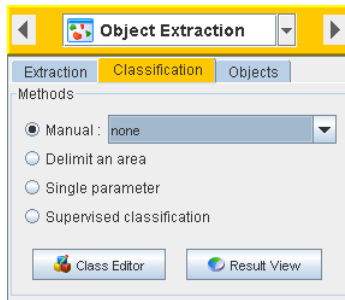 Object Extraction
Extraction Classification Objects
Methods
Manual : none
Delimit an area
Single parameter
Supervised classification
Class Editor Result View